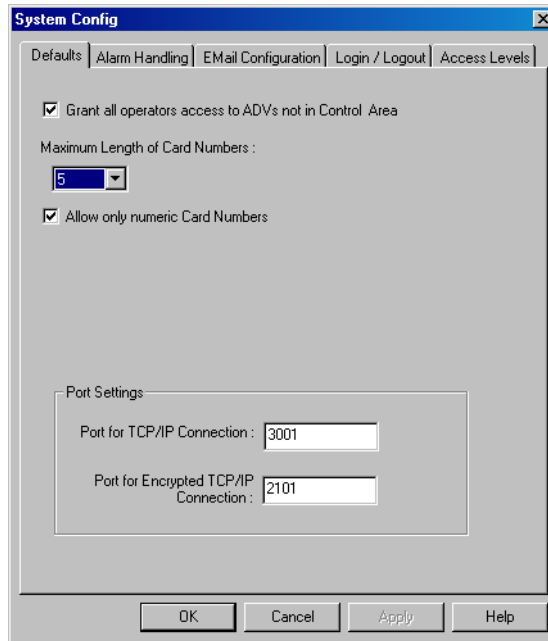 System Config
Defaults
Alarm Handling
EMail Configuration
Login / Logout
Access Levels
Grant all operators access to ADVs not in Control Area
Maximum Length of Card Numbers :
5
Allow only numeric Card Numbers
Port Settings
Port for TCP/IP Connection :
3001
Port for Encrypted TCP/IP
Connection :
2101
OK
Cancel
Apply
Help